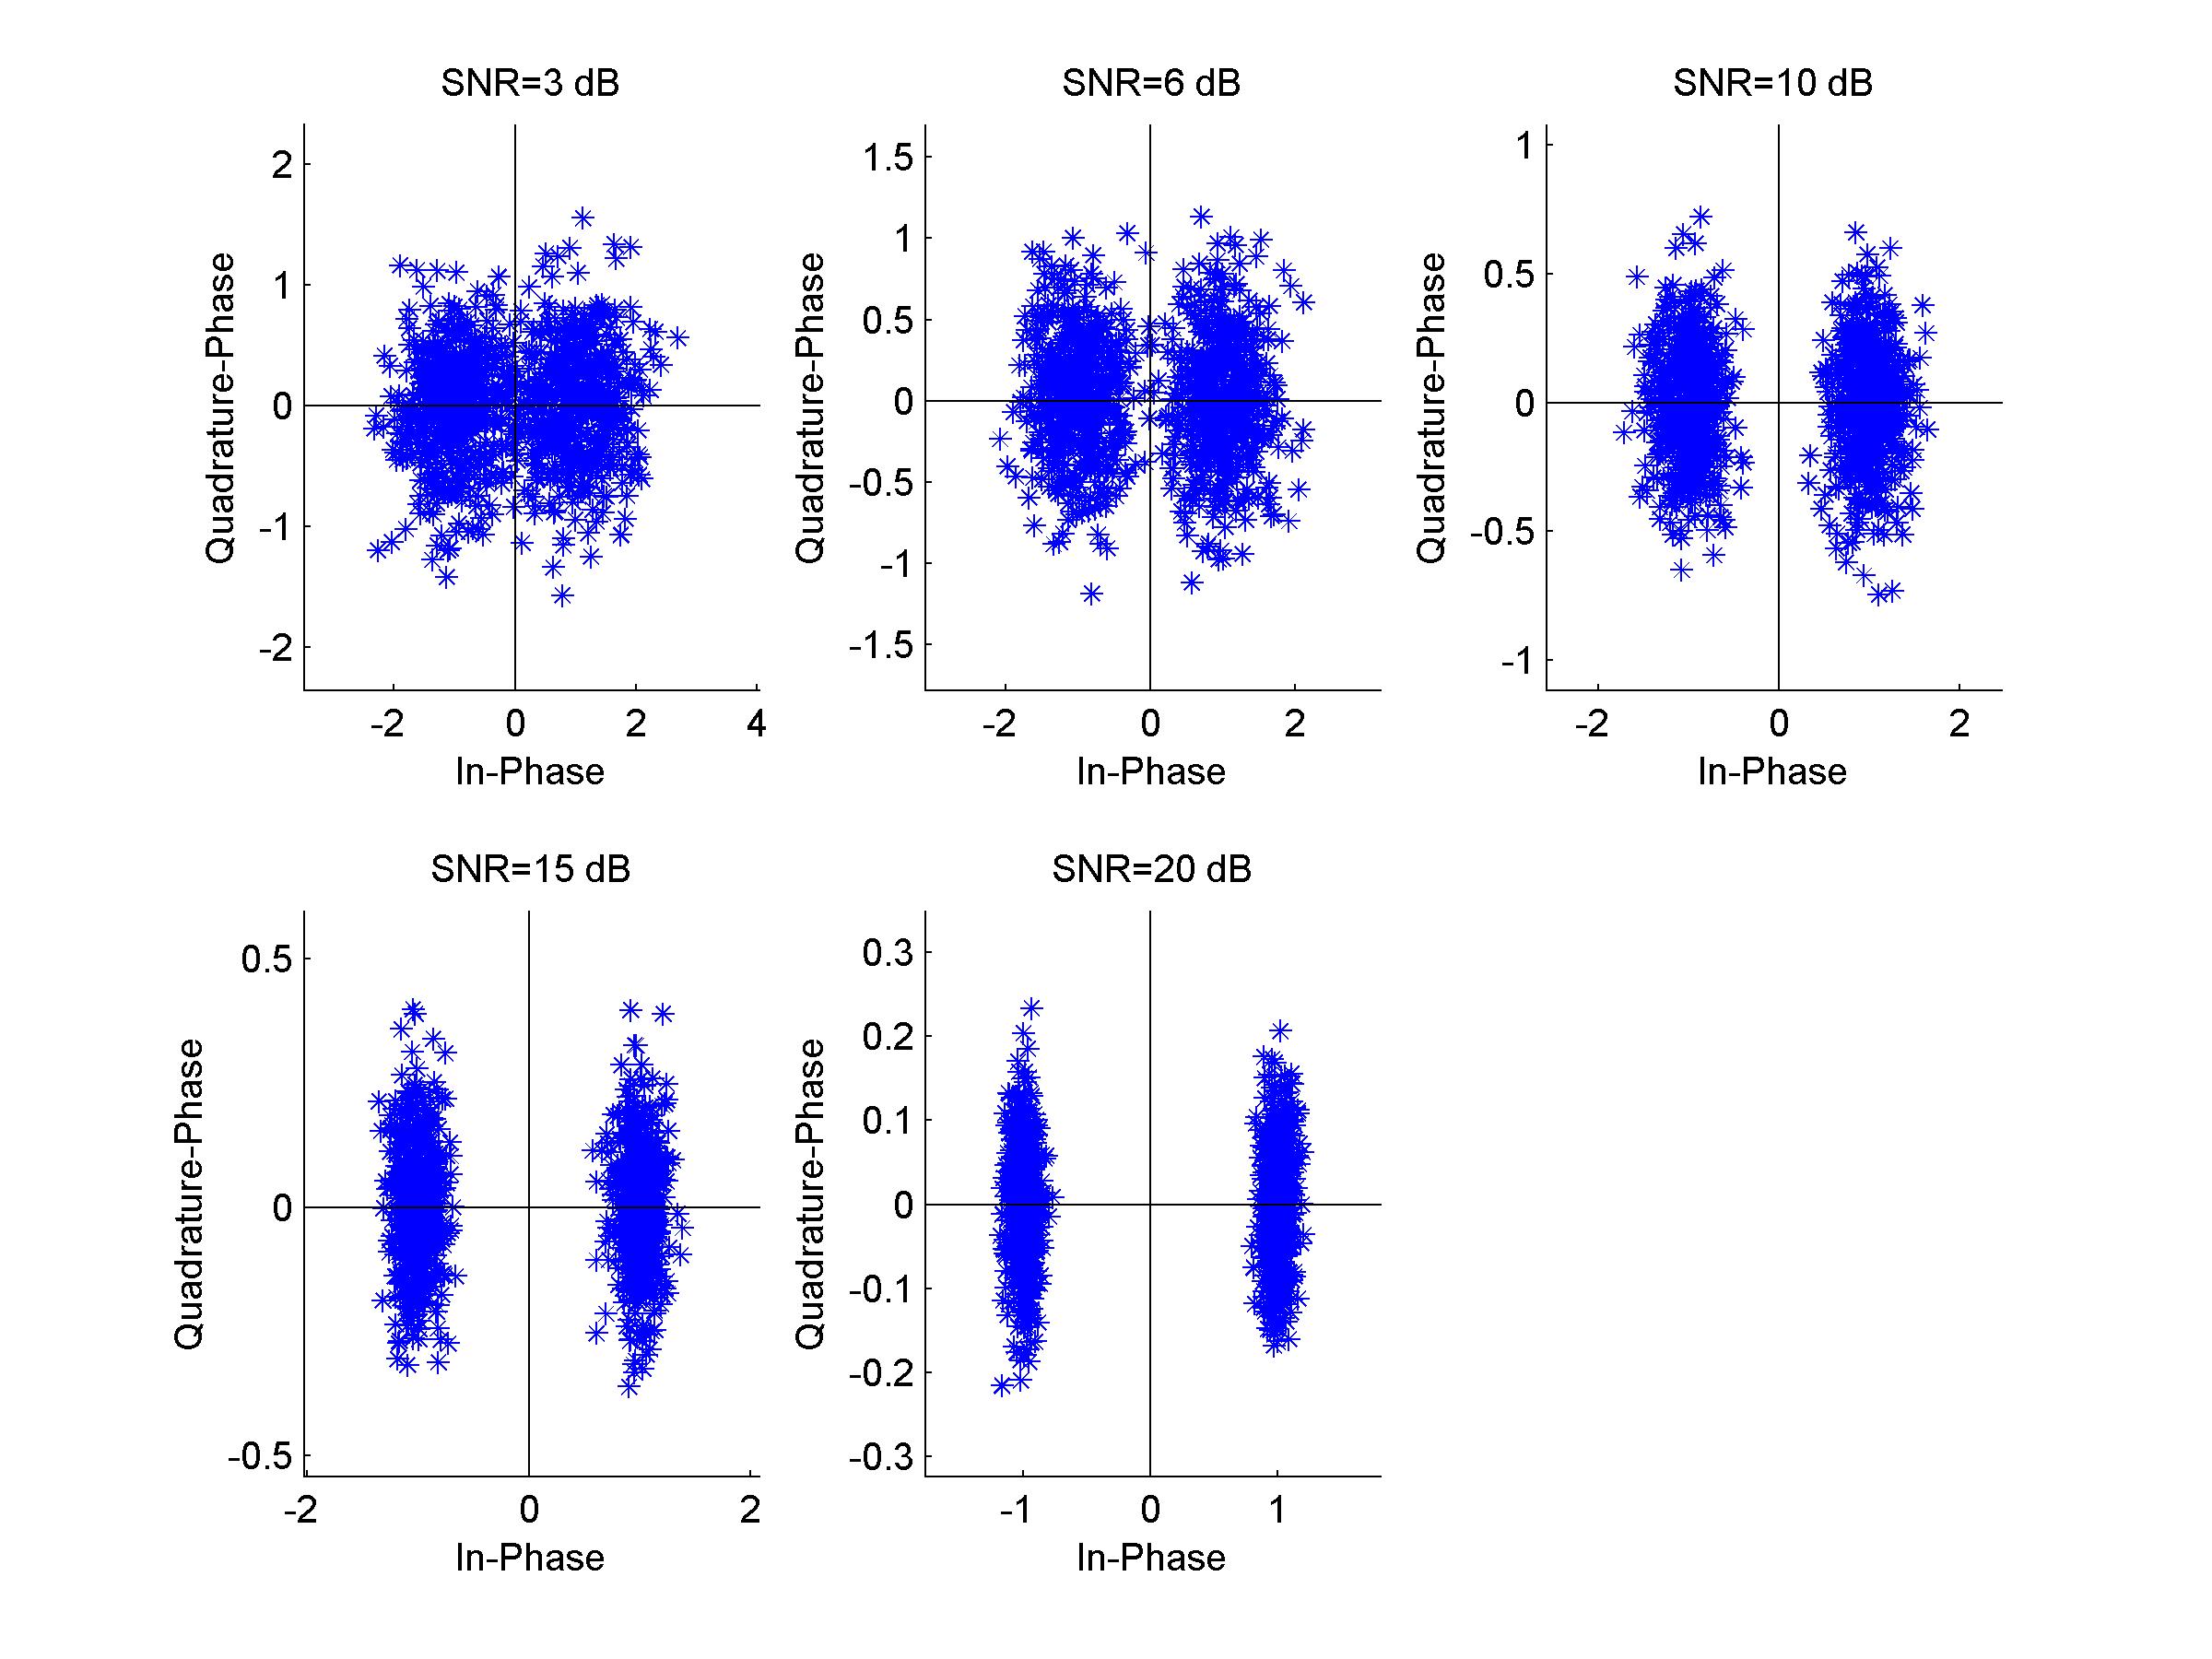 SNR=3 dB
SNR=6 dB
SNR=10 dB
2
1
0
-1
-2
Quadrature-Phase
-2 0 2 4
In-Phase
1.5
1
0.5
0
-0.5
-1
-1.5
Quadrature-Phase
-2 0 2
In-Phase
1
0.5
0
-0.5
-1
Quadrature-Phase
-2 0 2
In-Phase
SNR=15 dB
SNR=20 dB
0.5
0
-0.5
Quadrature-Phase
-2 0 2
In-Phase
0.3
0.2
0.1
0
-0.1
-0.2
-0.3
Quadrature-Phase
-1 0 1
In-Phase